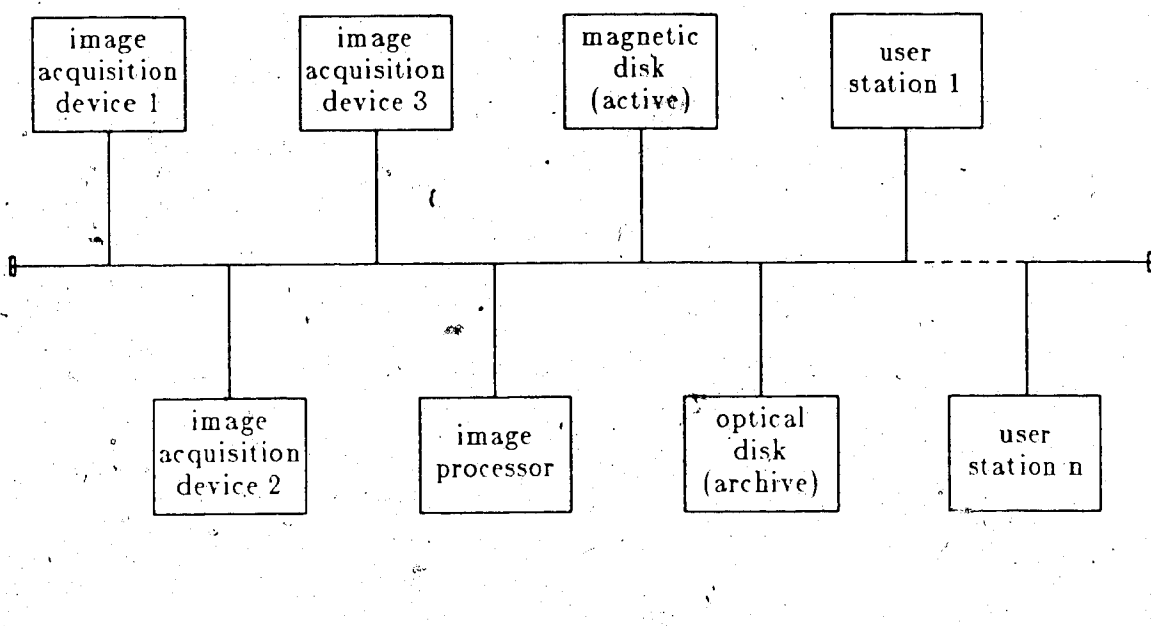 image
acquisition
device 1
image
acquisition
device 3
magnetic
disk
(active)
user
station 1
image
acquisition
device 2
image
processor
optical
disk
(archive)
user
station n